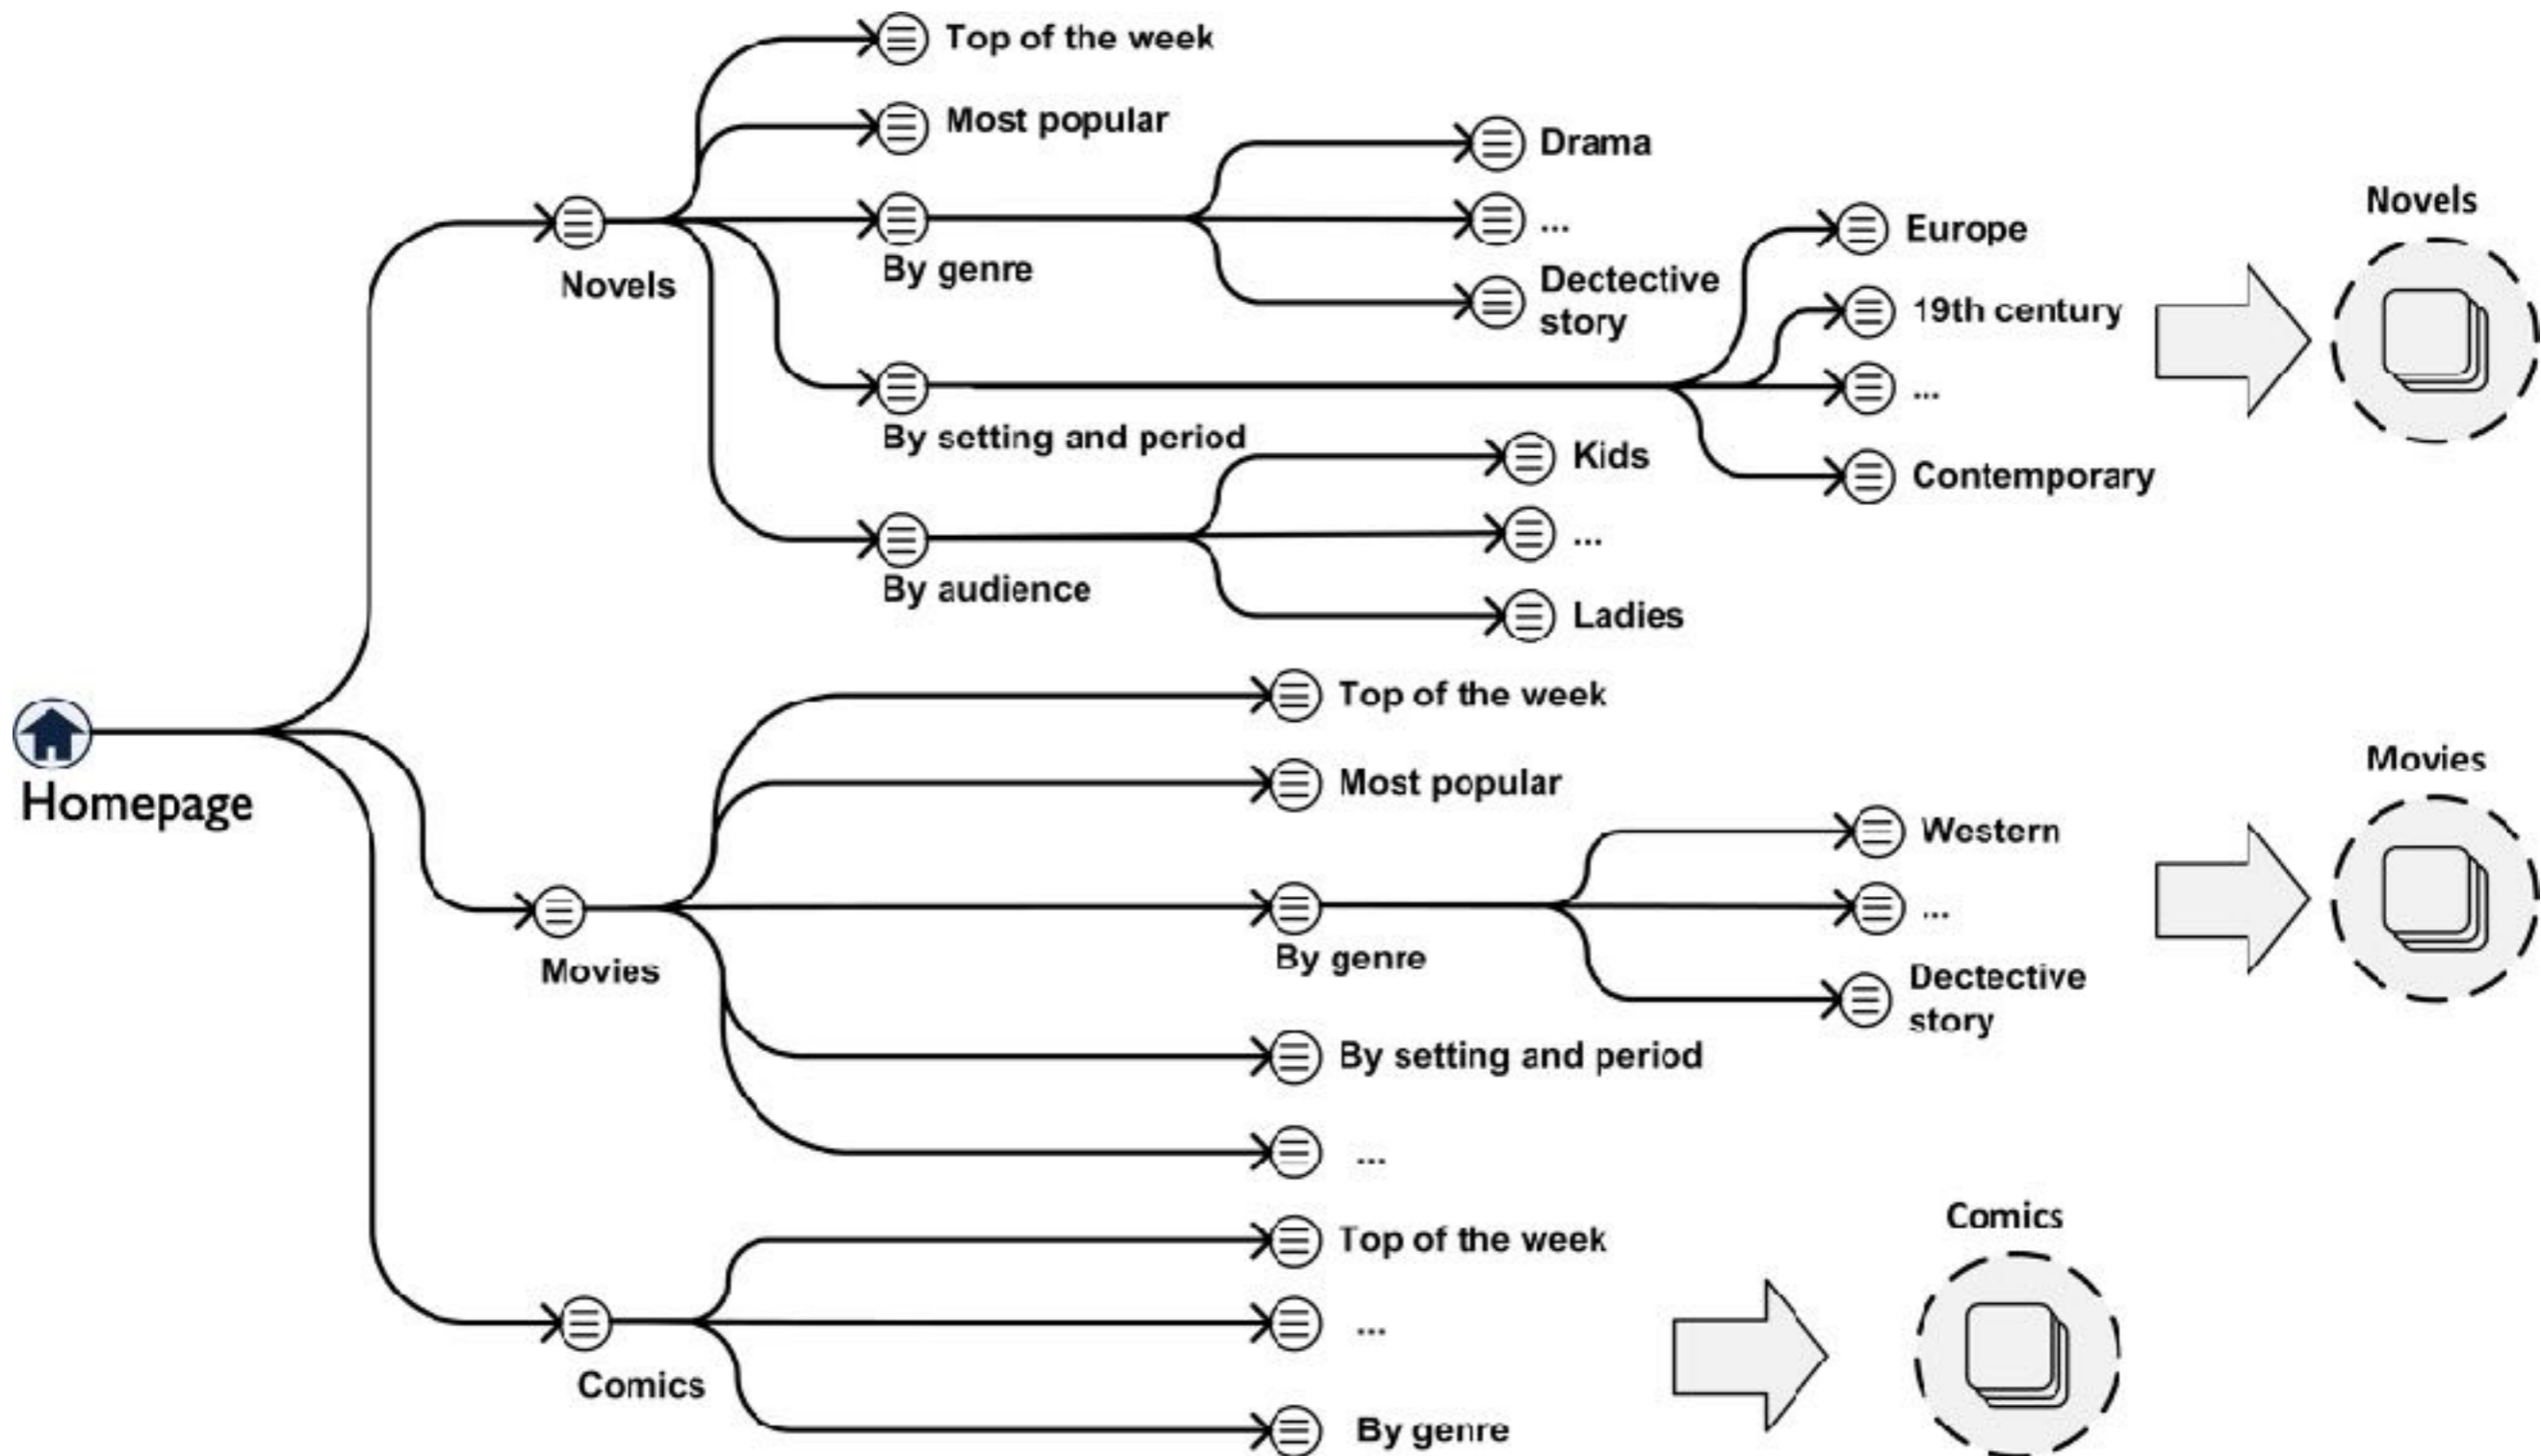 Top of the week
Most popular
Drama
...
Novels
By genre
Dectective
story
Europe
19th century
...
Contemporary
Novels
By setting and period
Kids
...
Ladies
By audience
Homepage
Top of the week
Most popular
Western
...
Dectective
story
Movies
Movies
By genre
By setting and period
...
Top of the week
...
By genre
Comics
Comics